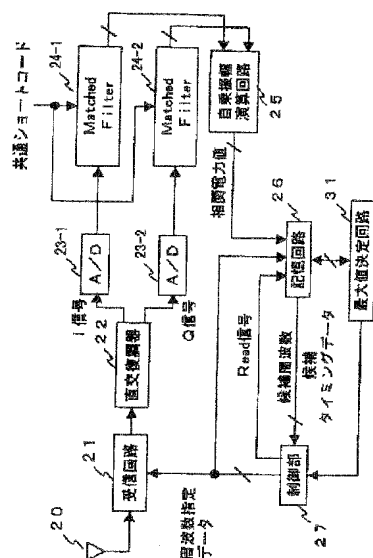 共通ショートコード
24-1
Matched
Filter
24-2
Matched
Filter
23-1
A/D
23-2
A/D
I信号
Q信号
22
直交復調器
21
受信回路
20
周波数指定
データ
自乗振幅
演算回路
25
相関電力値
26
記憶回路
31
最大値決定回路
Read信号
候補周波数
候補
タイミングデータ
制御部
27